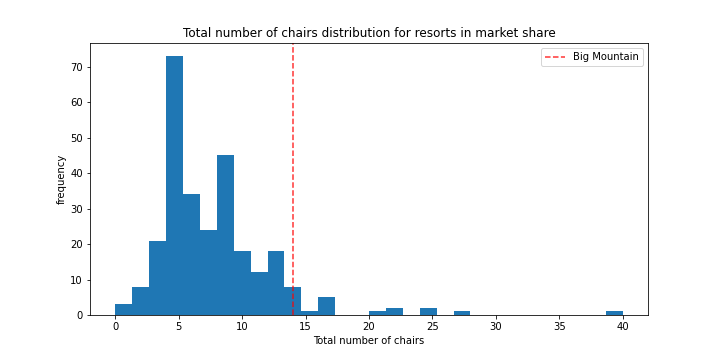 Total number of chairs distribution for resorts in market share
Big Mountain
frequency
70
60
50
40
30
20
10
0
0 5 10 15 20 25 30 35 40
Total number of chairs